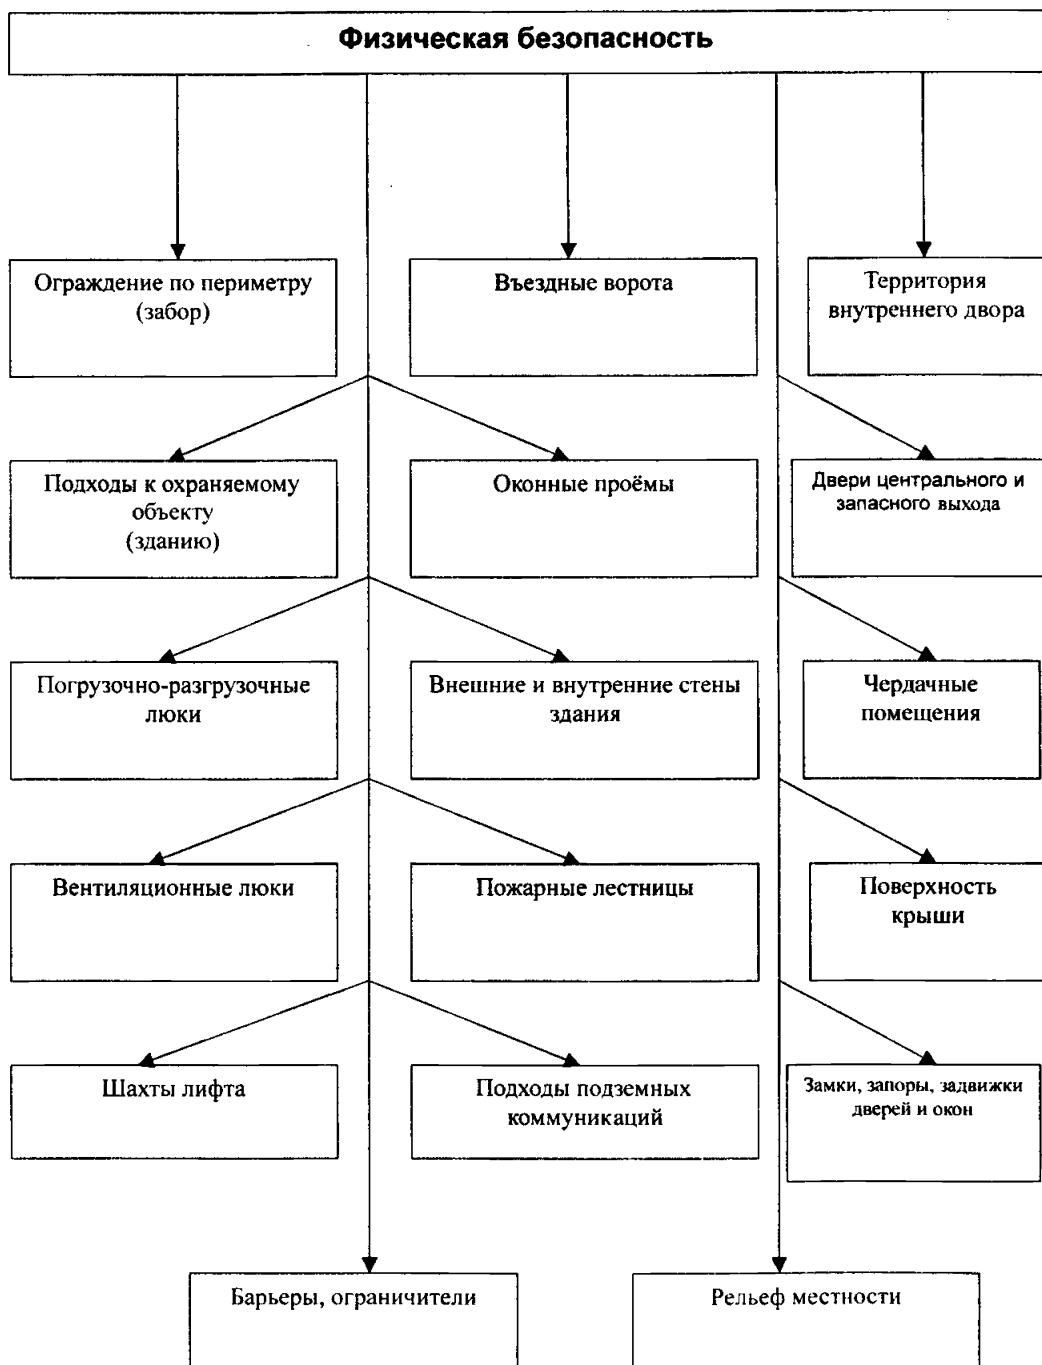 Физическая безопасность
Ограждение по периметру
(забор)
Въездные ворота
Территория
внутреннего двора
Подходы к охраняемому
объекту
(зданию)
Оконные проёмы
Двери центрального и
запасного выхода
Погрузочно-разгрузочные
люки
Внешние и внутренние стены
здания
Чердачные
помещения
Вентиляционные люки
Пожарные лестницы
Поверхность
крыши
Шахты лифта
Подходы подземных
коммуникаций
Замки, запоры, задвижки
дверей и окон
Барьеры, ограничители
Рельеф местности